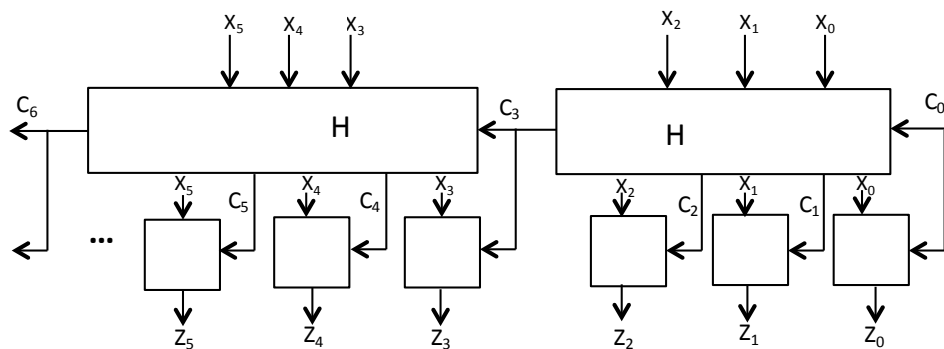 X₅ X₄ X₃ X₂ X₁ X₀
C₆ H C₃ H C₀
X₅ C₅ X₄ C₄ X₃ X₂ C₂ X₁ C₁ X₀
...
Z₅ Z₄ Z₃ Z₂ Z₁ Z₀